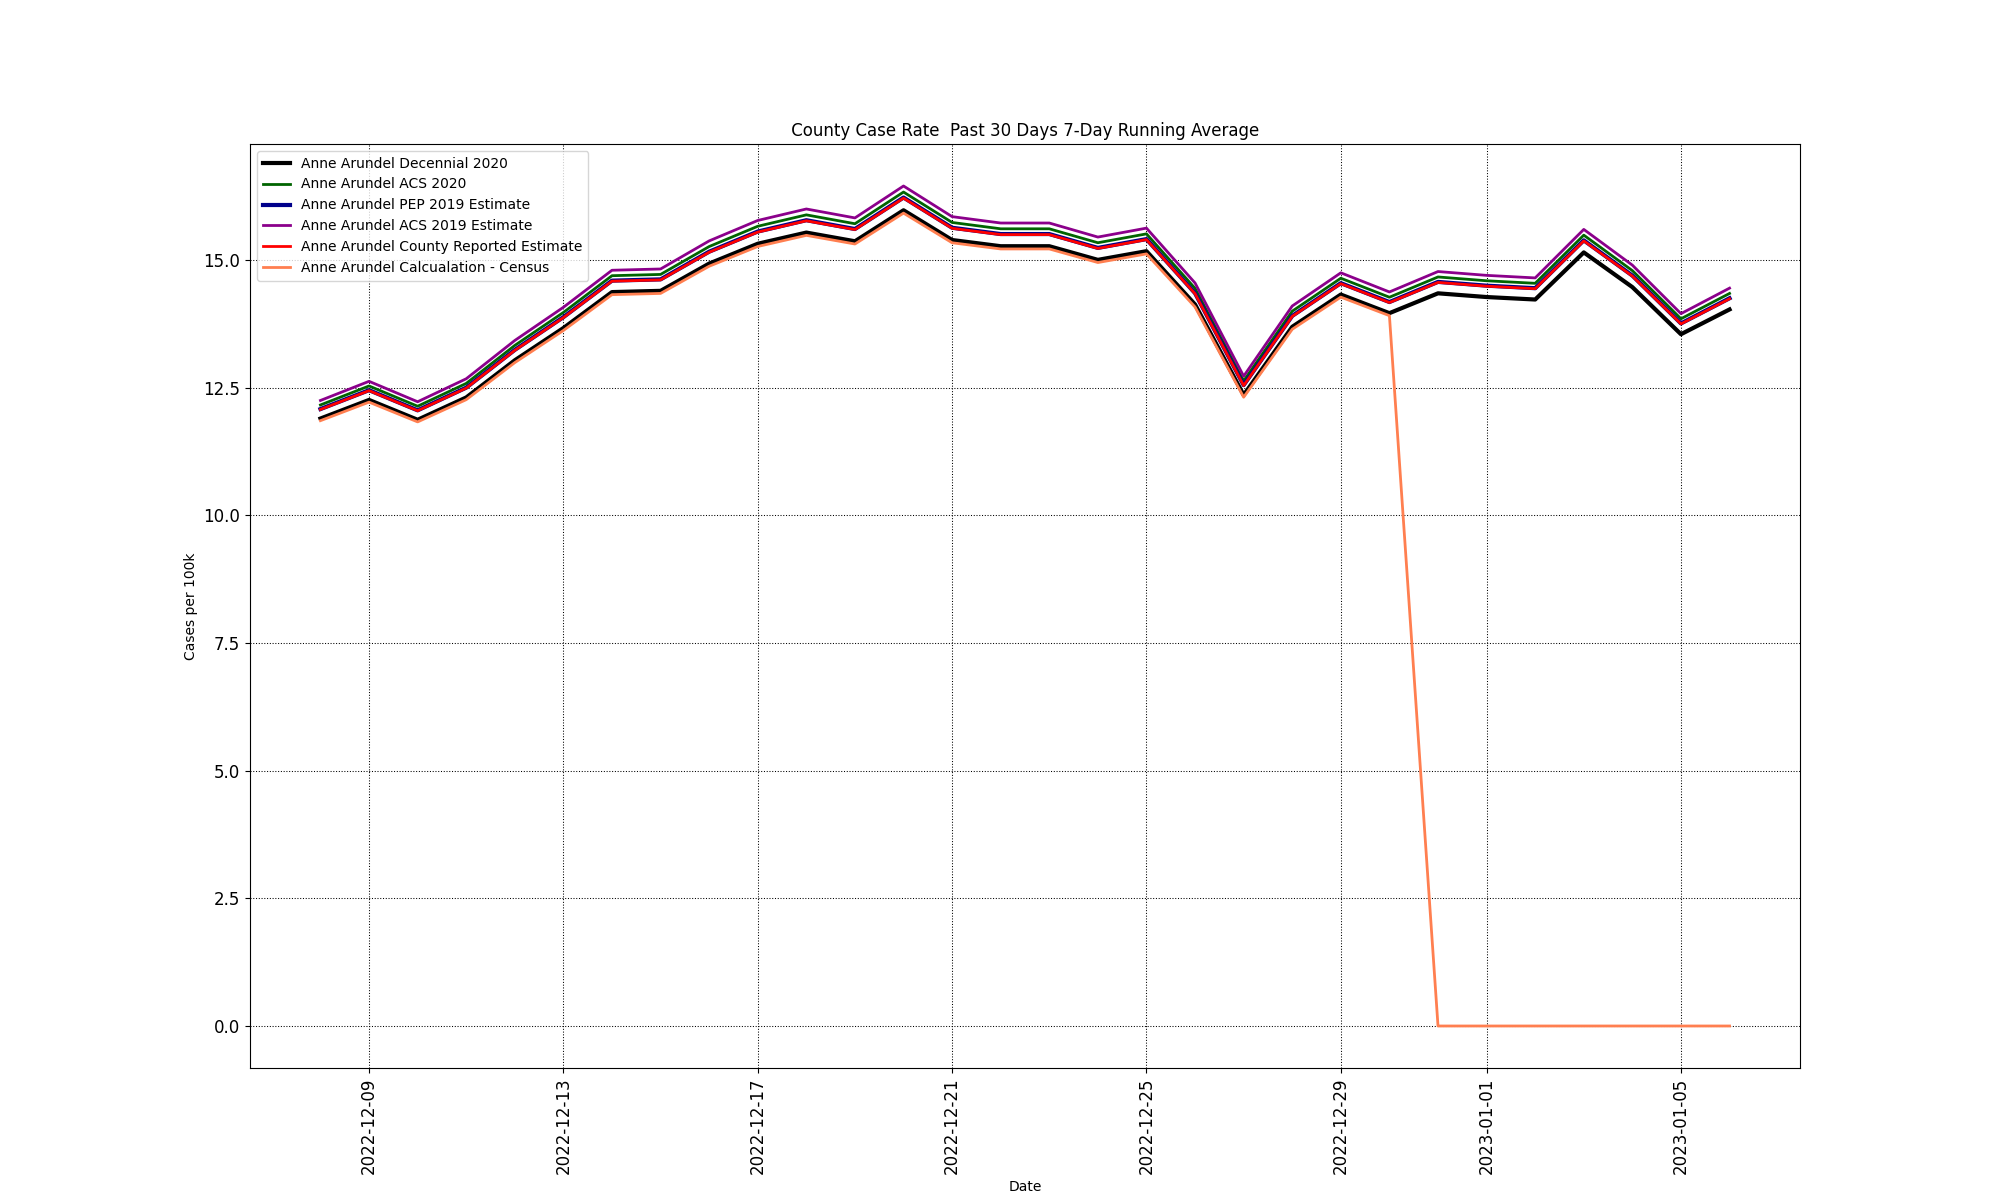 County Case Rate  Past 30 Days 7-Day Running Average
Anne Arundel Decennial 2020
Anne Arundel ACS 2020
Anne Arundel PEP 2019 Estimate
Anne Arundel ACS 2019 Estimate
Anne Arundel County Reported Estimate
Anne Arundel Calcualation - Census
15.0
12.5
10.0
7.5
5.0
2.5
0.0
Cases per 100k
2022-12-09
2022-12-13
2022-12-17
2022-12-21
2022-12-25
2022-12-29
2023-01-01
2023-01-05
Date